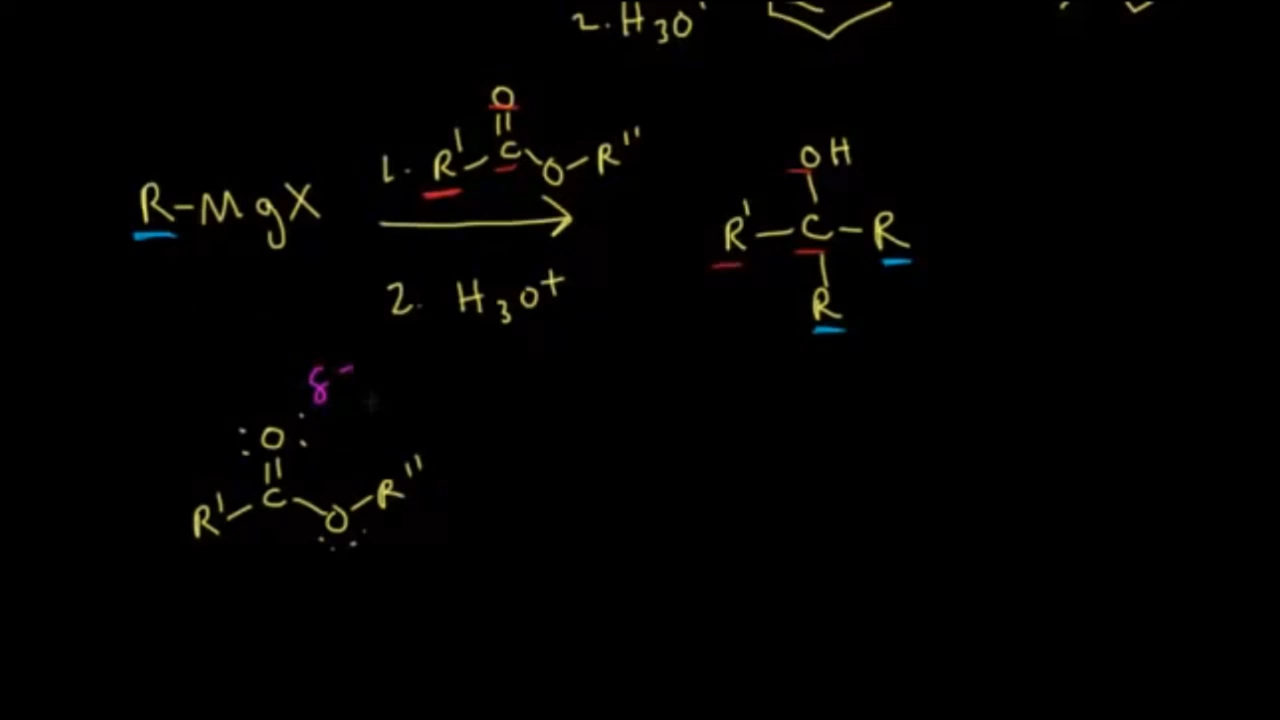 2. H3O+
O
||
1. R'-C-O-R''
R-MgX
2. H3O+
OH
R'-C-R
R
δ-
:O:
||
R'-C-O-R''